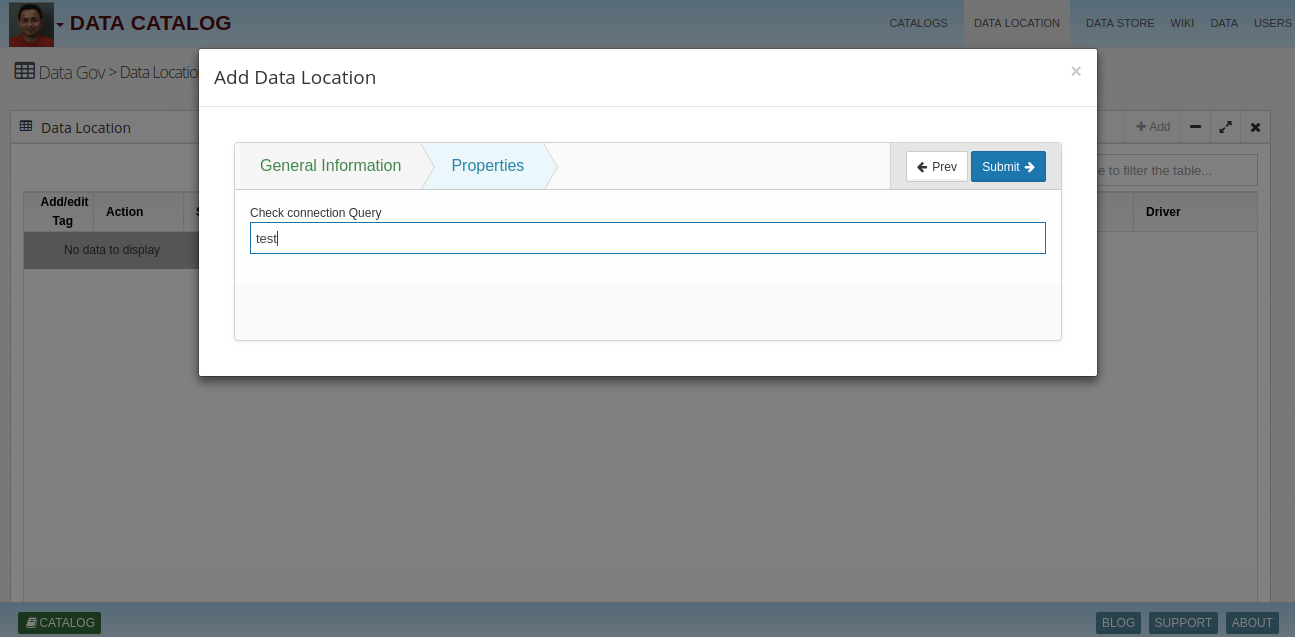 DATA CATALOG
CATALOGS DATA LOCATION DATA STORE WIKI DATA USERS
Data Gov > Data Locatio
Add Data Location
×
Data Location
Add
General Information Properties
Prev Submit
e to filter the table...
Add/edit Tag
Action
S
Driver
Check connection Query
test
No data to display
CATALOG
BLOG SUPPORT ABOUT